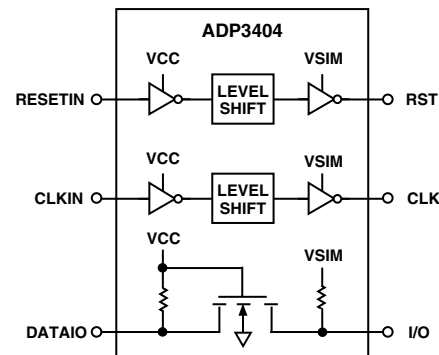 ADP3404
VCC
VSIM
RESETIN
LEVEL
SHIFT
RST
VCC
VSIM
CLKIN
LEVEL
SHIFT
CLK
VCC
VSIM
DATAIO
I/O